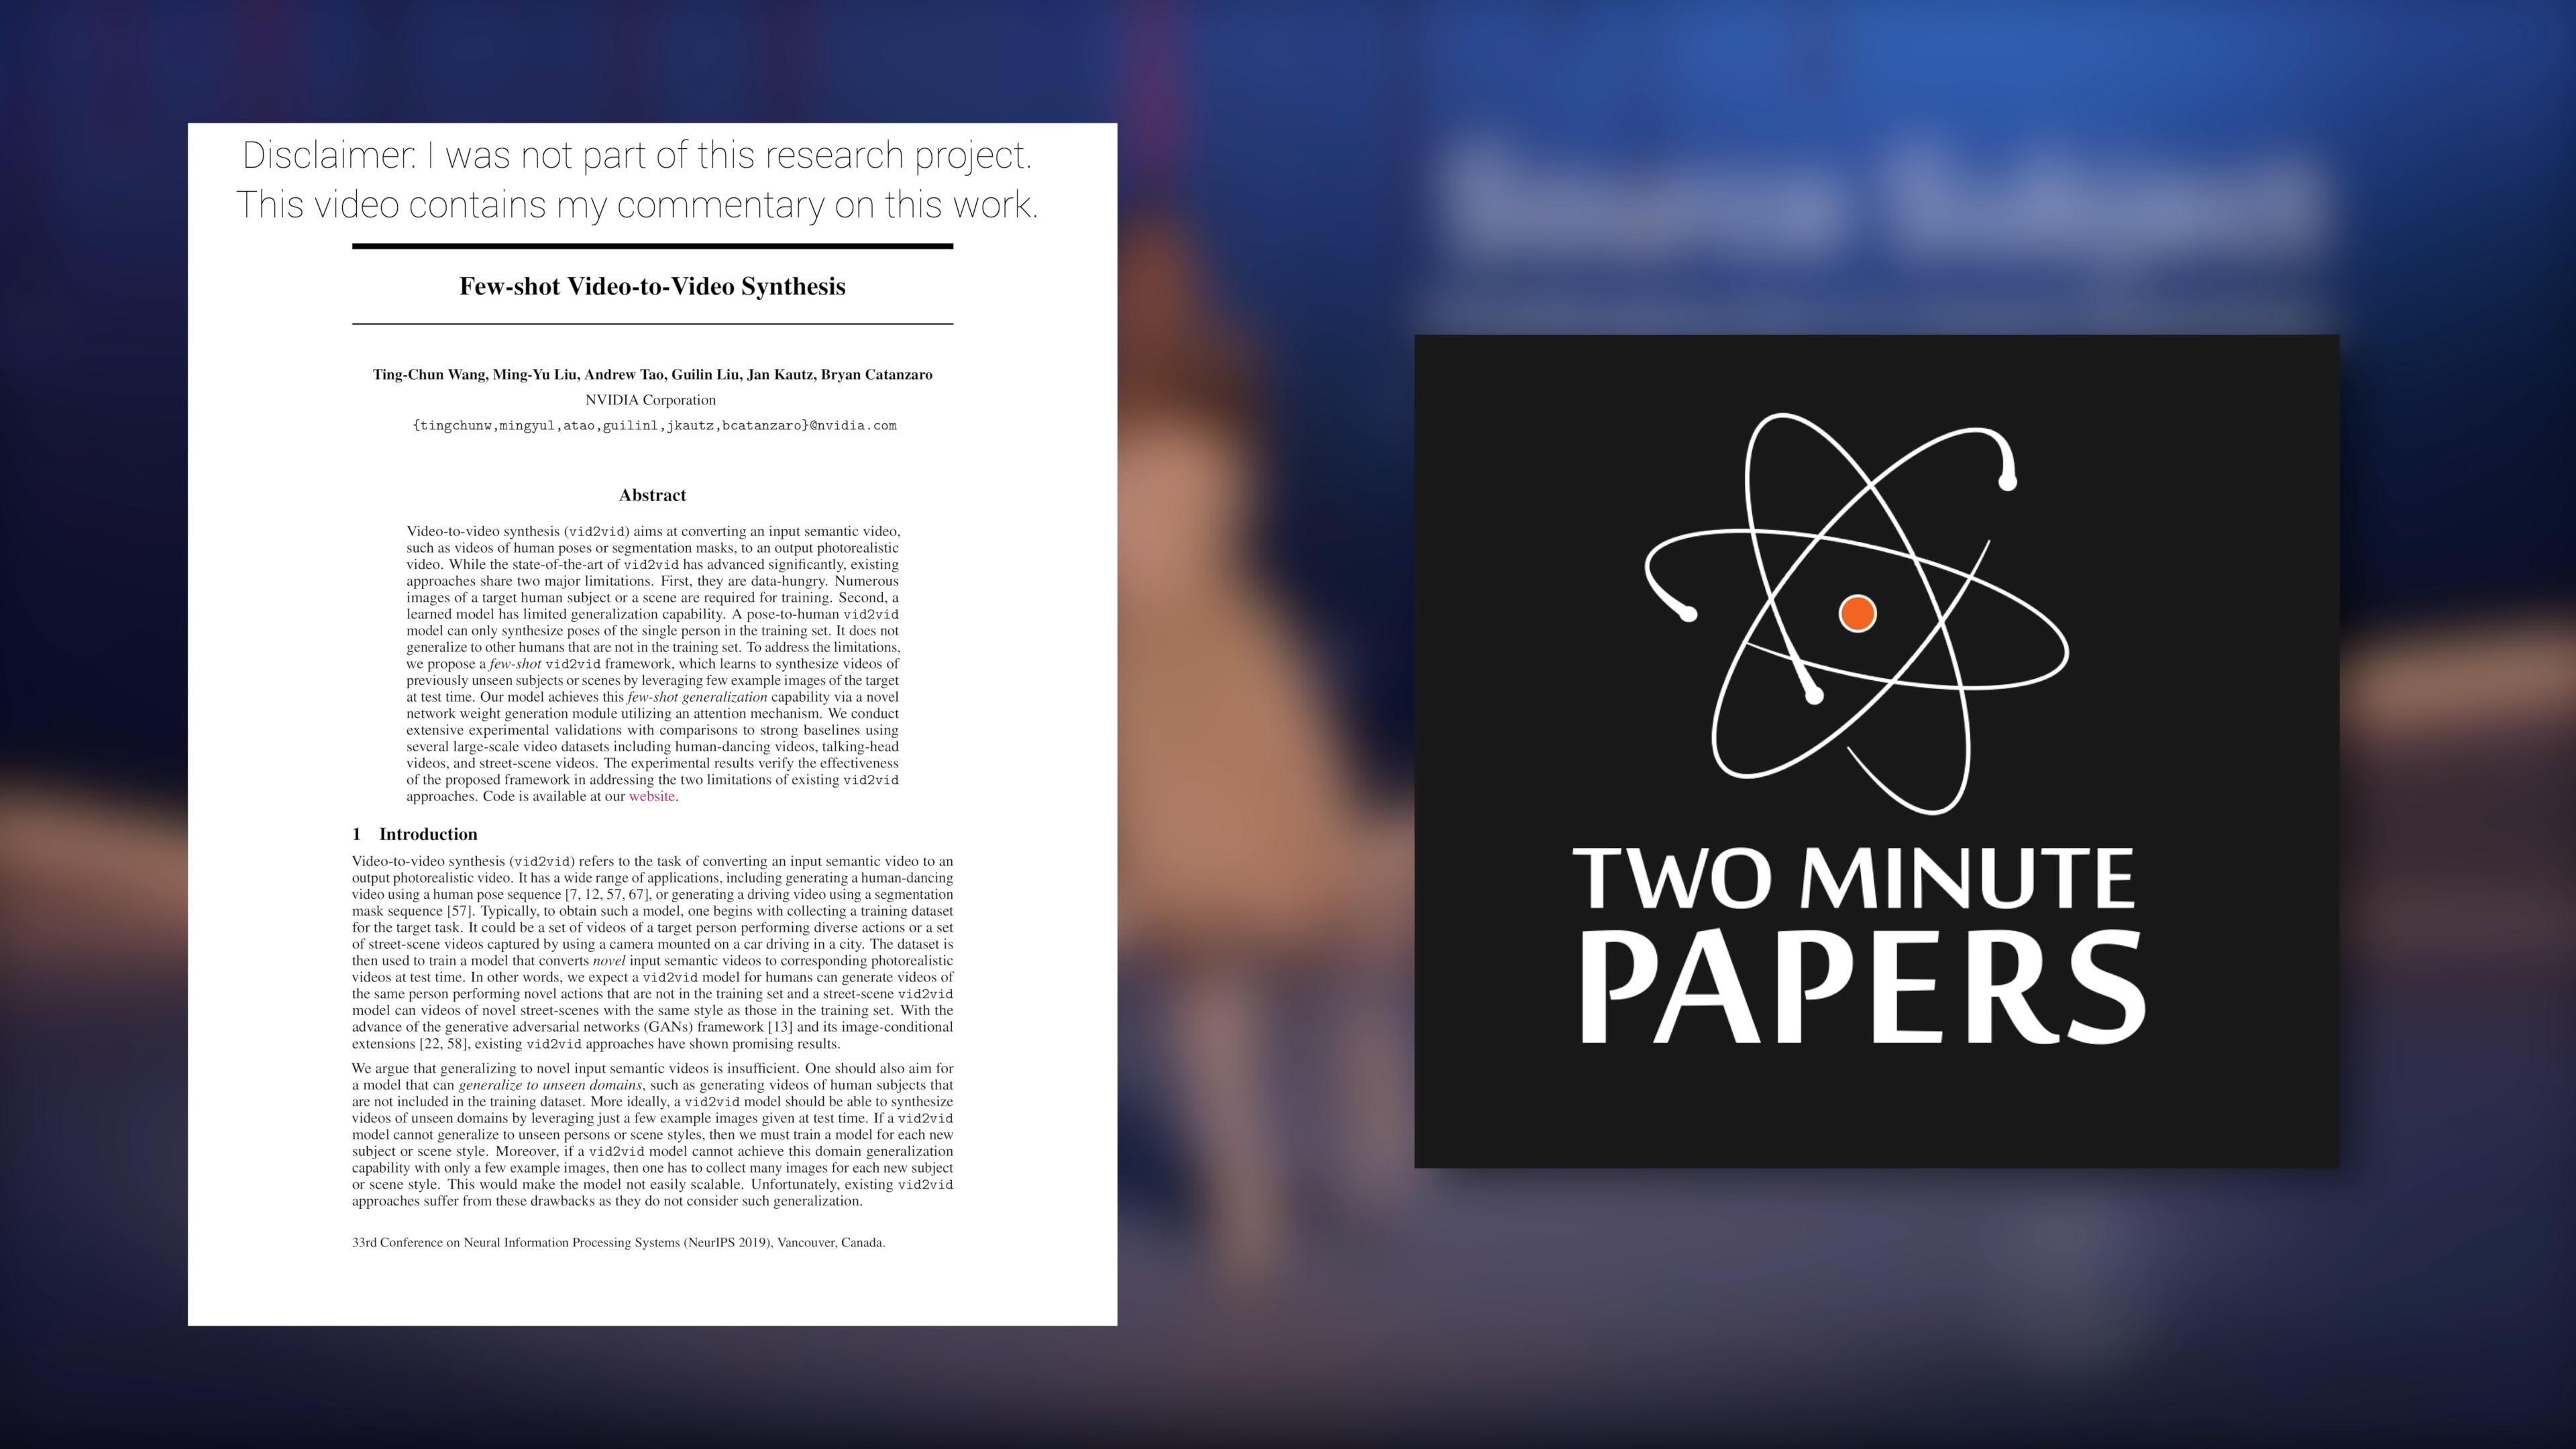 Disclaimer: I was not part of this research project.
This video contains my commentary on this work.
Few-shot Video-to-Video Synthesis
Ting-Chun Wang, Ming-Yu Liu, Andrew Tao, Guilin Liu, Jan Kautz, Bryan Catanzaro
NVIDIA Corporation
{tingchunw,mingyul,atao,guilinl,jkautz,bcatanzaro}@nvidia.com
Abstract
Video-to-video synthesis (vid2vid) aims at converting an input semantic video,
such as videos of human poses or segmentation masks, to an output photorealistic
video. While the state-of-the-art of vid2vid has advanced significantly, existing
approaches share two major limitations. First, they are data-hungry. Numerous
images of a target human subject or a scene are required for training. Second, a
learned model has limited generalization capability. A pose-to-human vid2vid
model can only synthesize poses of the single person in the training set. It does not
generalize to other humans that are not in the training set. To address the limitations,
we propose a few-shot vid2vid framework, which learns to synthesize videos of
previously unseen subjects or scenes by leveraging few example images of the target
at test time. Our model achieves this few-shot generalization capability via a novel
network weight generation module utilizing an attention mechanism. We conduct
extensive experimental validations with comparisons to strong baselines using
several large-scale video datasets including human-dancing videos, talking-head
videos, and street-scene videos. The experimental results verify the effectiveness
of the proposed framework in addressing the two limitations of existing vid2vid
approaches. Code is available at our website.
1 Introduction
Video-to-video synthesis (vid2vid) refers to the task of converting an input semantic video to an
output photorealistic video. It has a wide range of applications, including generating a human-dancing
video using a human pose sequence [7, 12, 57, 67], or generating a driving video using a segmentation
mask sequence [57]. Typically, to obtain such a model, one begins with collecting a training dataset
for the target task. It could be a set of videos of a target person performing diverse actions or a set
of street-scene videos captured by using a camera mounted on a car driving in a city. The dataset is
then used to train a model that converts novel input semantic videos to corresponding photorealistic
videos at test time. In other words, we expect a vid2vid model for humans can generate videos of
the same person performing novel actions that are not in the training set and a street-scene vid2vid
model can videos of novel street-scenes with the same style as those in the training set. With the
advance of the generative adversarial networks (GANs) framework [13] and its image-conditional
extensions [22, 58], existing vid2vid approaches have shown promising results.
We argue that generalizing to novel input semantic videos is insufficient. One should also aim for
a model that can generalize to unseen domains, such as generating videos of human subjects that
are not included in the training dataset. More ideally, a vid2vid model should be able to synthesize
videos of unseen domains by leveraging just a few example images given at test time. If a vid2vid
model cannot generalize to unseen persons or scene styles, then we must train a model for each new
subject or scene style. Moreover, if a vid2vid model cannot achieve this domain generalization
capability with only a few example images, then one has to collect many images for each new subject
or scene style. This would make the model not easily scalable. Unfortunately, existing vid2vid
approaches suffer from these drawbacks as they do not consider such generalization.
33rd Conference on Neural Information Processing Systems (NeurIPS 2019), Vancouver, Canada.
TWO MINUTE
PAPERS